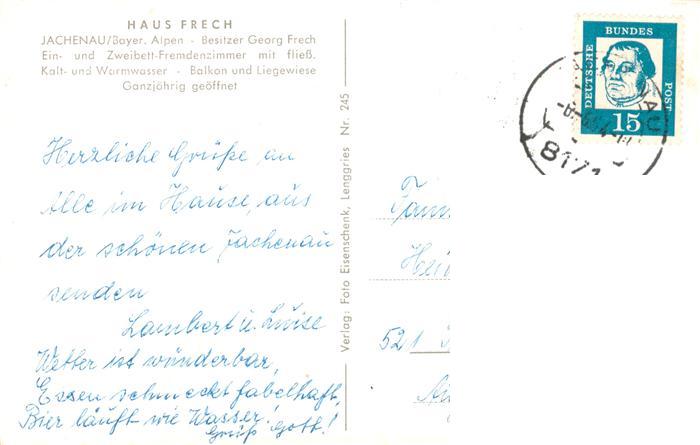 HAUS FRECH
JACHENAU/Bayer. Alpen - Besitzer Georg Frech
Ein- und Zweibett-Fremdenzimmer mit fließ.
Kalt- und Warmwasser - Balkon und Liegewiese
Ganzjährig geöffnet
Herzliche Grüße an
Alle im Hause, aus
der schönen Jachenau
senden
Lambert u. Luise
Wetter ist wunderbar,
Essen schmeckt fabelhaft,
Bier läuft wie Wasser!
Grüß Gott!
Verlag: Foto Eisenschenk, Lenggries Nr. 245
DEUTSCHE
BUNDES
POST
15
NAU
8171
521